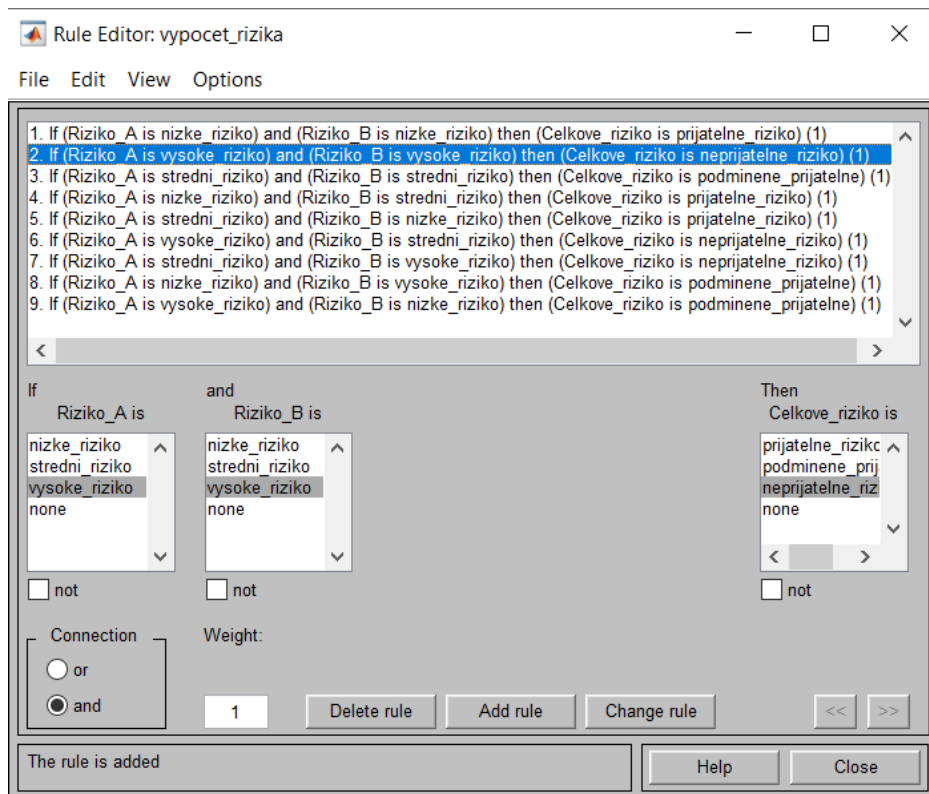 Rule Editor: vypocet_rizika
File Edit View Options
1. If (Riziko_A is nizke_riziko) and (Riziko_B is nizke_riziko) then (Celkove_riziko is prijatelne_riziko) (1)
2. If (Riziko_A is vysoke_riziko) and (Riziko_B is vysoke_riziko) then (Celkove_riziko is neprijatelne_riziko) (1)
3. If (Riziko_A is stredni_riziko) and (Riziko_B is stredni_riziko) then (Celkove_riziko is podminene_prijatelne) (1)
4. If (Riziko_A is nizke_riziko) and (Riziko_B is stredni_riziko) then (Celkove_riziko is prijatelne_riziko) (1)
5. If (Riziko_A is stredni_riziko) and (Riziko_B is nizke_riziko) then (Celkove_riziko is prijatelne_riziko) (1)
6. If (Riziko_A is vysoke_riziko) and (Riziko_B is stredni_riziko) then (Celkove_riziko is neprijatelne_riziko) (1)
7. If (Riziko_A is stredni_riziko) and (Riziko_B is vysoke_riziko) then (Celkove_riziko is neprijatelne_riziko) (1)
8. If (Riziko_A is nizke_riziko) and (Riziko_B is vysoke_riziko) then (Celkove_riziko is podminene_prijatelne) (1)
9. If (Riziko_A is vysoke_riziko) and (Riziko_B is nizke_riziko) then (Celkove_riziko is podminene_prijatelne) (1)
If
Riziko_A is
nizke_riziko
stredni_riziko
vysoke_riziko
none
not
and
Riziko_B is
nizke_riziko
stredni_riziko
vysoke_riziko
none
not
Then
Celkove_riziko is
prijatelne_rizikc
podminene_prij
neprijatelne_riz
none
not
Connection
or
and
Weight:
1
Delete rule
Add rule
Change rule
<<
>>
The rule is added
Help
Close